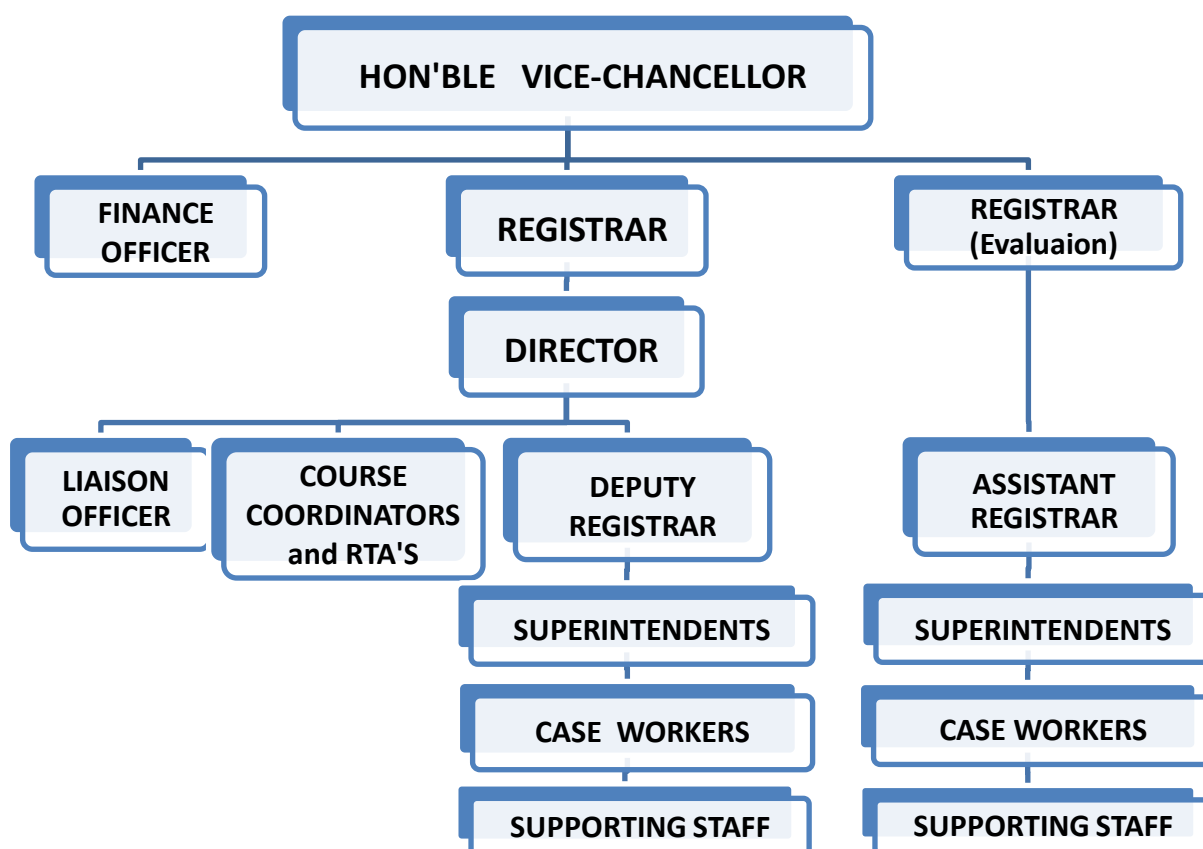 HON'BLE VICE-CHANCELLOR
FINANCE
OFFICER
REGISTRAR
REGISTRAR
(Evaluaion)
DIRECTOR
LIAISON
OFFICER
COURSE
COORDINATORS
and RTA'S
DEPUTY
REGISTRAR
ASSISTANT
REGISTRAR
SUPERINTENDENTS
SUPERINTENDENTS
CASE WORKERS
CASE WORKERS
SUPPORTING STAFF
SUPPORTING STAFF